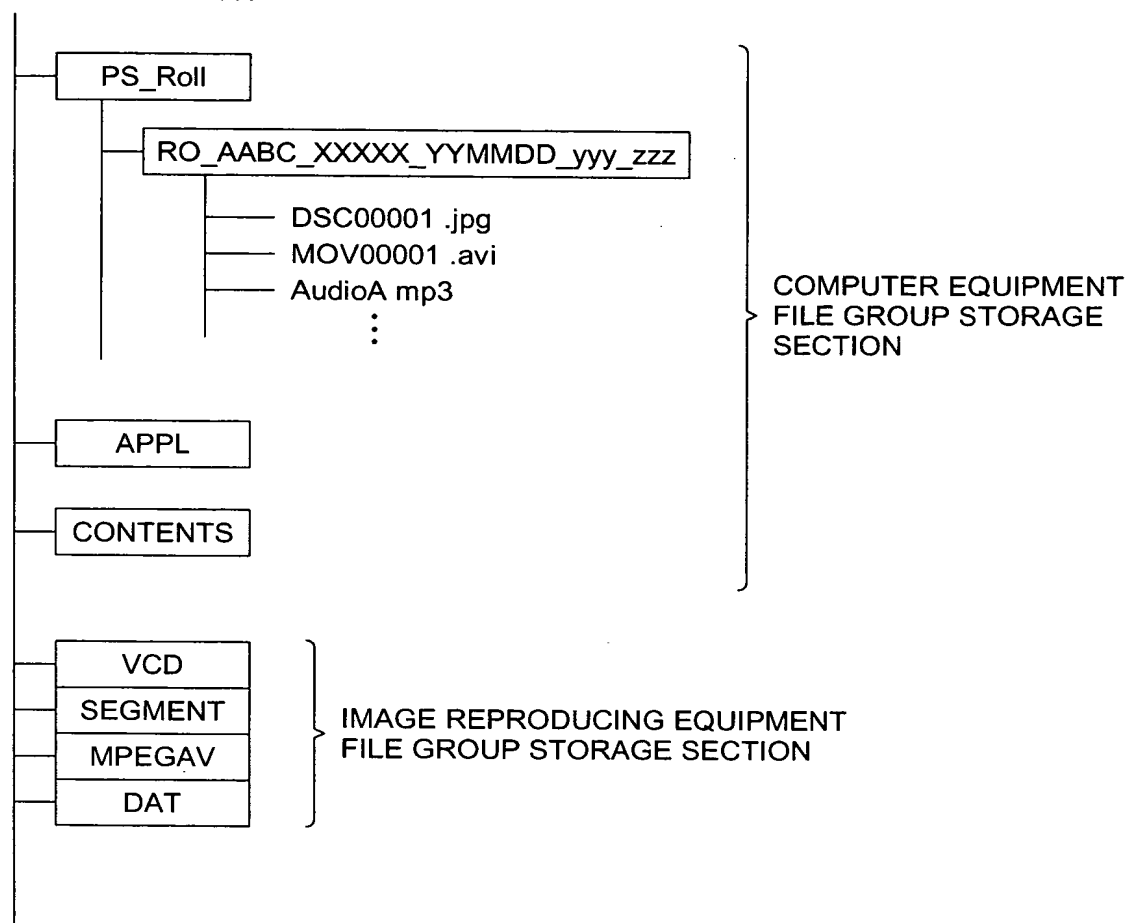 PS_Roll
RO_AABC_XXXXX_YYMMDD_yyy_zzz
DSC00001 .jpg
MOV00001 .avi
AudioA mp3
COMPUTER EQUIPMENT
FILE GROUP STORAGE
SECTION
APPL
CONTENTS
VCD
SEGMENT
MPEGAV
DAT
IMAGE REPRODUCING EQUIPMENT
FILE GROUP STORAGE SECTION